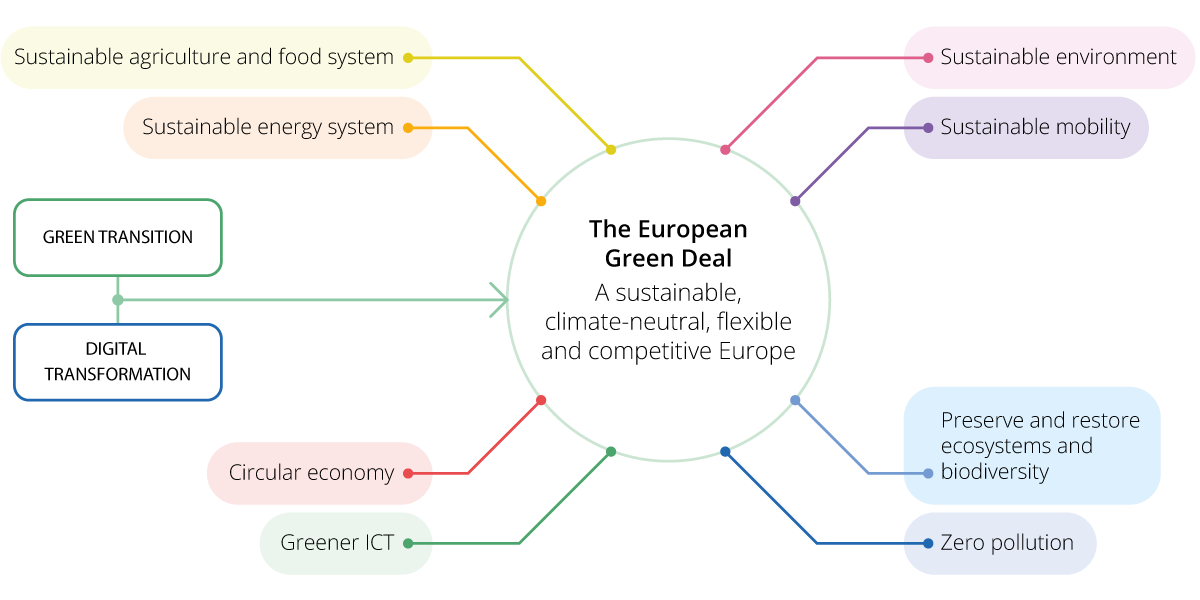 Sustainable agriculture and food system
Sustainable energy system
GREEN TRANSITION
DIGITAL
TRANSFORMATION
Circular economy
Greener ICT
The European
Green Deal
A sustainable,
climate-neutral, flexible
and competitive Europe
Sustainable environment
Sustainable mobility
Preserve and restore
ecosystems and
biodiversity
Zero pollution